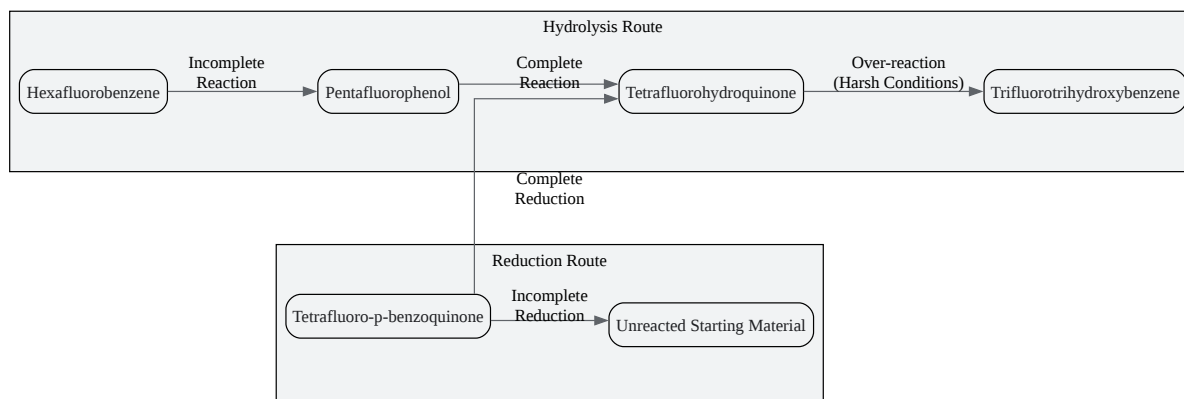 Hydrolysis Route
Incomplete
Reaction
Complete
Reaction
Over-reaction
(Harsh Conditions)
Hexafluorobenzene
Pentafluorophenol
Tetrafluorohydroquinone
Trifluorotrihydroxybenzene
Complete
Reduction
Reduction Route
Incomplete
Reduction
Tetrafluoro-p-benzoquinone
Unreacted Starting Material